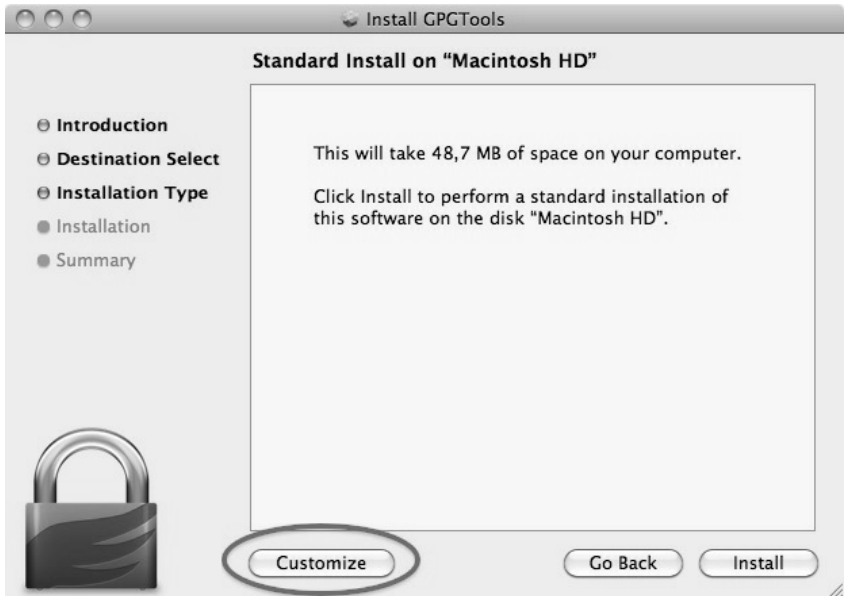 Install GPGTools
Standard Install on “Macintosh HD”
Introduction
Destination Select
Installation Type
Installation
Summary
This will take 48,7 MB of space on your computer.
Click Install to perform a standard installation of
this software on the disk “Macintosh HD”.
Customize
Go Back
Install